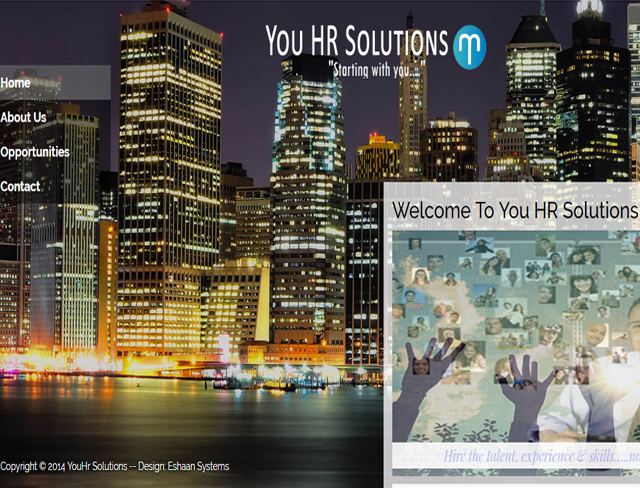 You HR Solutions
"Starting with you...."
Home
About Us
Opportunities
Contact
Welcome To You HR Solutions
Hire the talent, experience & skills.....
Copyright © 2014 YouHr Solutions -- Design: Eshaan Systems